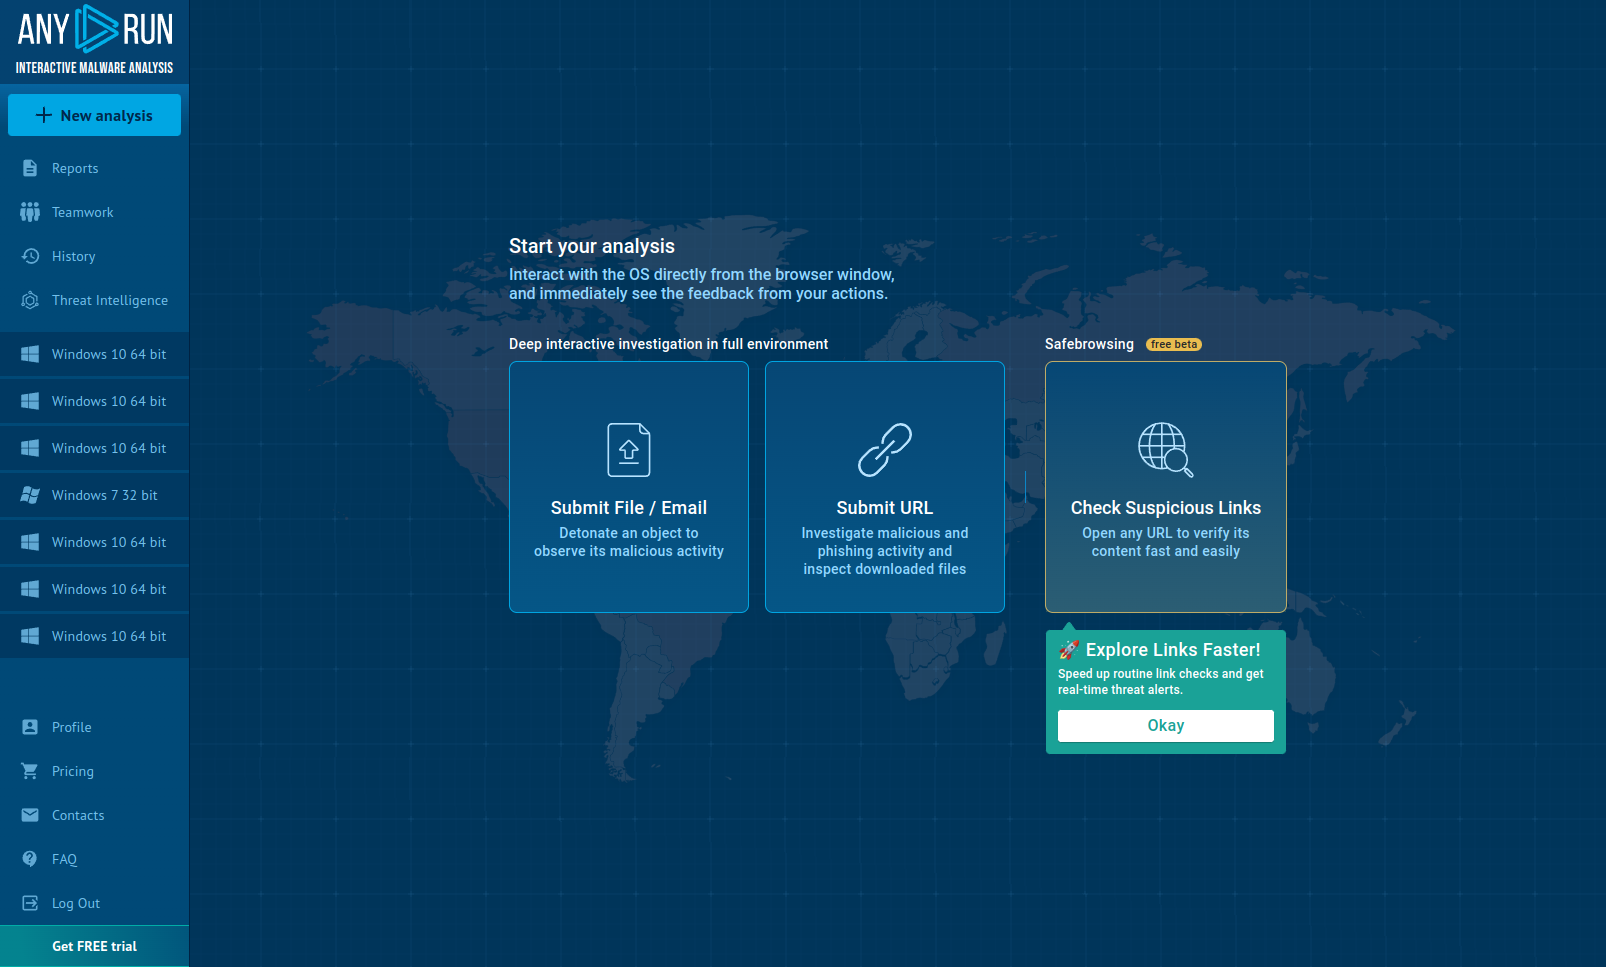 ANY RUN
INTERACTIVE MALWARE ANALYSIS
New analysis
Reports
Teamwork
History
Threat Intelligence
Windows 10 64 bit
Windows 10 64 bit
Windows 10 64 bit
Windows 7 32 bit
Windows 10 64 bit
Windows 10 64 bit
Windows 10 64 bit
Profile
Pricing
Contacts
FAQ
Log Out
Get FREE trial
Start your analysis
Interact with the OS directly from the browser window,
and immediately see the feedback from your actions.
Deep interactive investigation in full environment
Submit File / Email
Detonate an object to
observe its malicious activity
Submit URL
Investigate malicious and
phishing activity and
inspect downloaded files
Safebrowsing free beta
Check Suspicious Links
Open any URL to verify its
content fast and easily
🚀 Explore Links Faster!
Speed up routine link checks and get
real-time threat alerts.
Okay